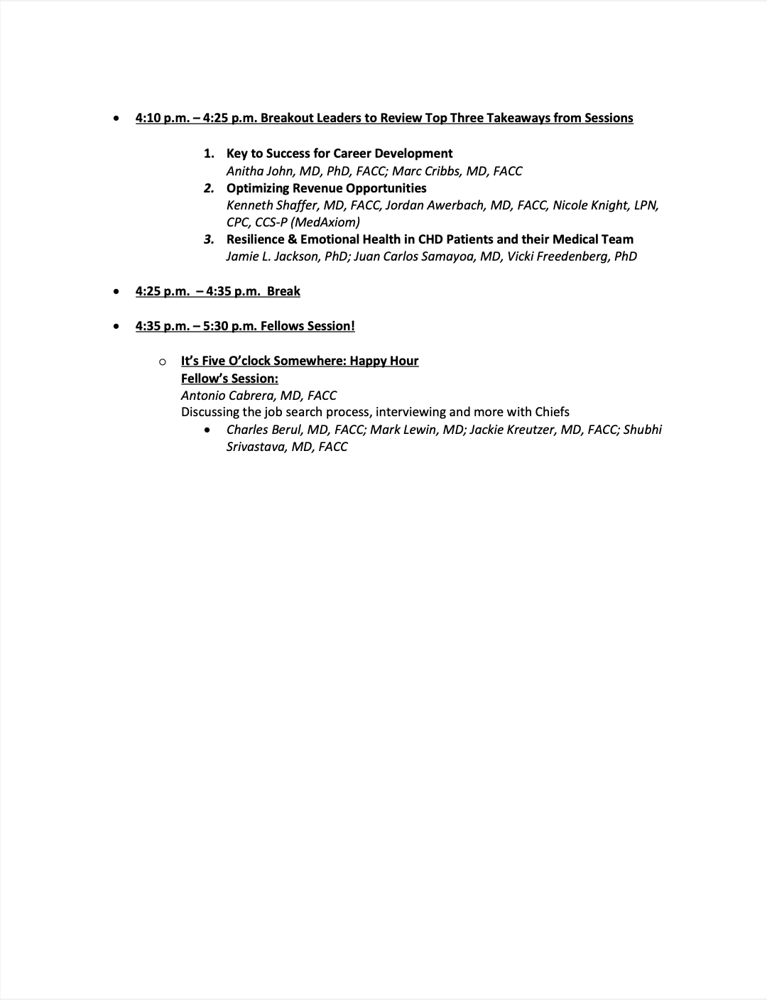 • 4:10 p.m. – 4:25 p.m. Breakout Leaders to Review Top Three Takeaways from Sessions
1. Key to Success for Career Development
Anitha John, MD, PhD, FACC; Marc Cribbs, MD, FACC
2. Optimizing Revenue Opportunities
Kenneth Shaffer, MD, FACC, Jordan Awerbach, MD, FACC, Nicole Knight, LPN,
CPC, CCS-P (MedAxiom)
3. Resilience & Emotional Health in CHD Patients and their Medical Team
Jamie L. Jackson, PhD; Juan Carlos Samayoa, MD, Vicki Freedenberg, PhD
• 4:25 p.m. – 4:35 p.m. Break
• 4:35 p.m. – 5:30 p.m. Fellows Session!
o It’s Five O’clock Somewhere: Happy Hour
Fellow’s Session:
Antonio Cabrera, MD, FACC
Discussing the job search process, interviewing and more with Chiefs
• Charles Berul, MD, FACC; Mark Lewin, MD; Jackie Kreutzer, MD, FACC; Shubhi
Srivastava, MD, FACC